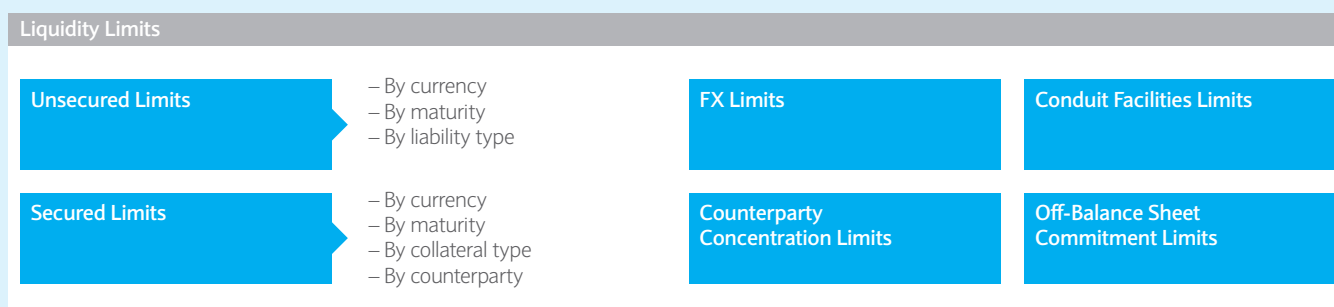 Liquidity Limits
Unsecured Limits
– By currency
– By maturity
– By liability type
FX Limits
Conduit Facilities Limits
Secured Limits
– By currency
– By maturity
– By collateral type
– By counterparty
Counterparty
Concentration Limits
Off-Balance Sheet
Commitment Limits